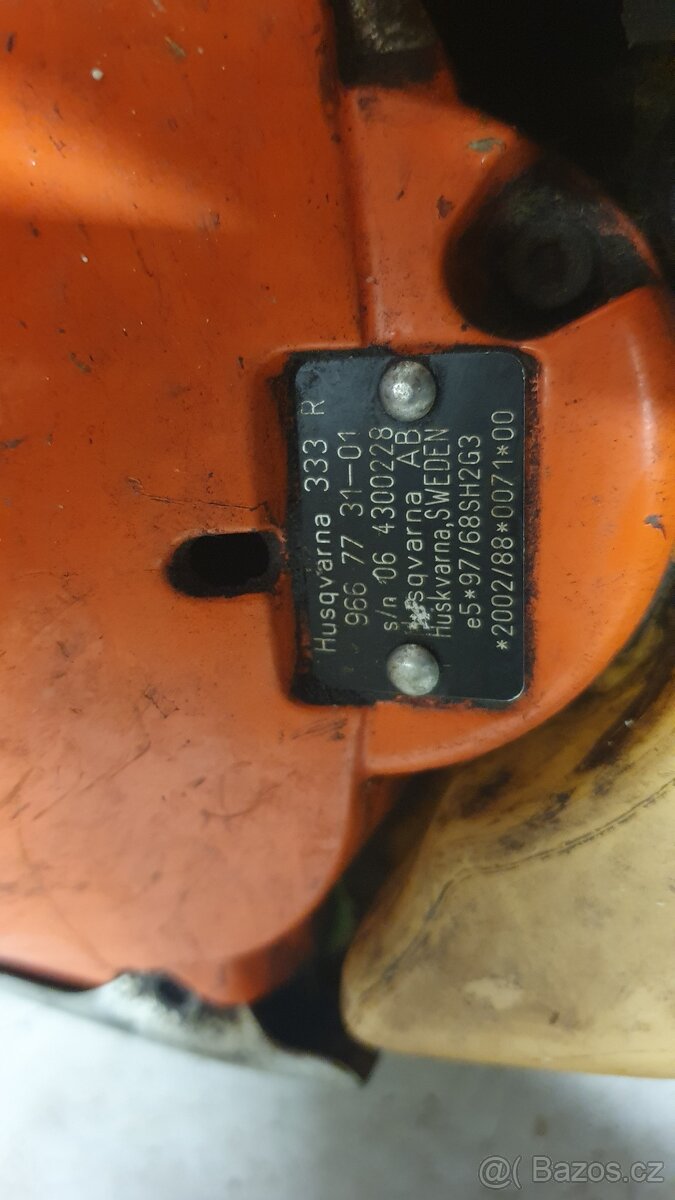 Husqvarna 333 R
966 77 31-01
s/n 06 4300228
Husqvarna AB
Huskvarna, SWEDEN
e5*97/68SH2G3
*2002/88*0071*00
@( Bazos.cz